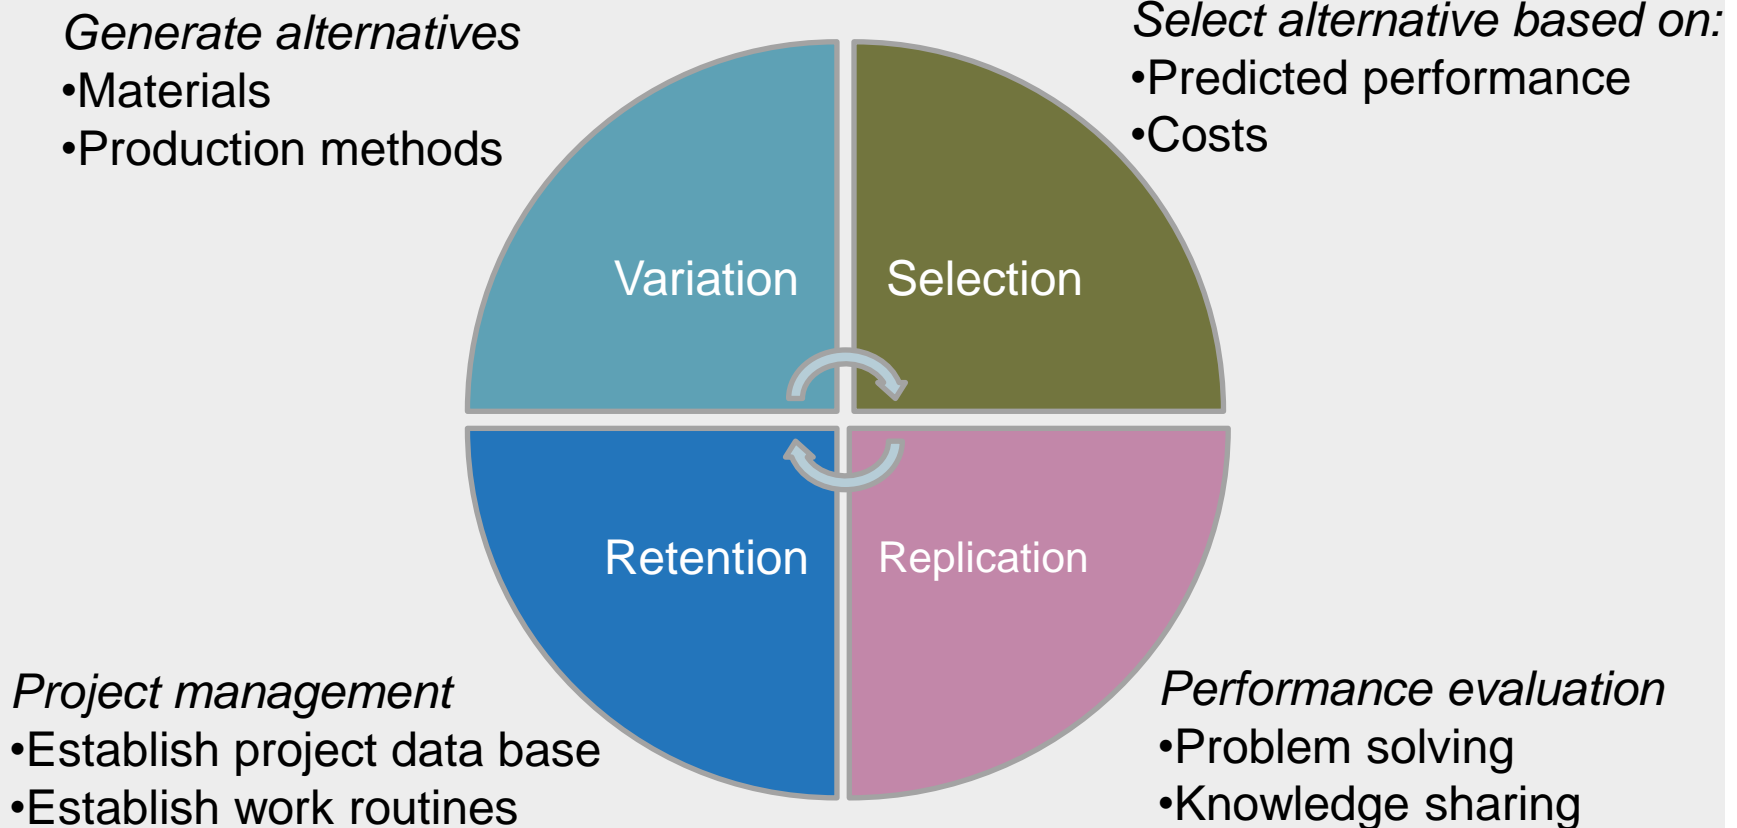 Generate alternatives
•Materials
•Production methods
Select alternative based on:
•Predicted performance
•Costs
Variation
Selection
Retention
Replication
Project management
•Establish project data base
•Establish work routines
Performance evaluation
•Problem solving
•Knowledge sharing